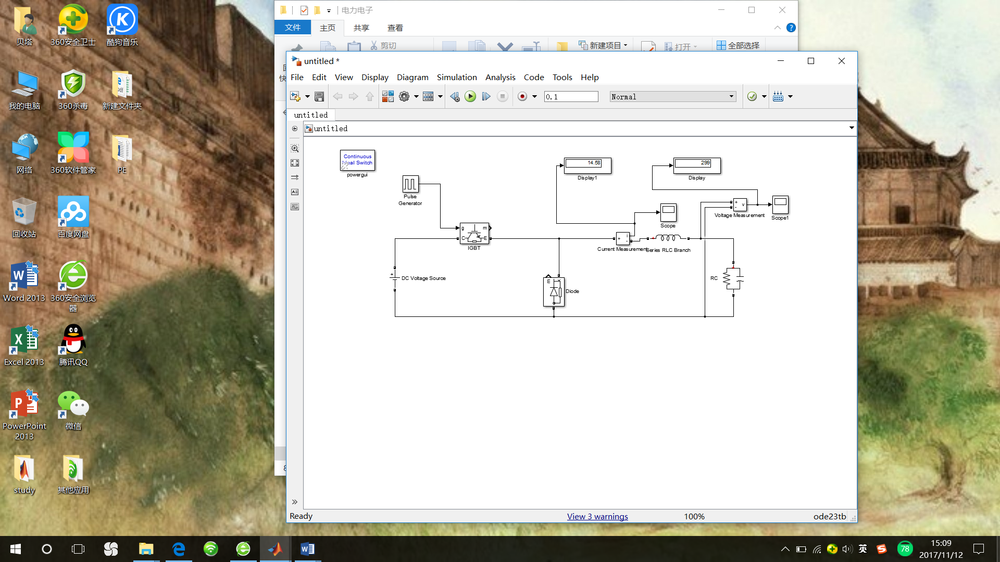 贝塔
360安全卫士
酷狗音乐
我的电脑
360杀毒
新建文件夹
网络
360软件管家
PE
回收站
百度网盘
Word 2013
360安全浏览
器
Excel 2013
腾讯QQ
PowerPoint
2013
微信
study
其他应用
电力电子
文件
主页
共享
查看
剪切
新建项目
打开
全部选择
快
untitled *
File
Edit
View
Display
Diagram
Simulation
Analysis
Code
Tools
Help
0.1
Normal
untitled
untitled
Continuous
Ideal Switch
powergui
Pulse
Generator
14.58
Display1
299
Display
Scope
+
-
v
Voltage Measurement
Scope1
g
m
C
E
IGBT
+
i
-
Current Measurement
Series RLC Branch
+
DC Voltage Source
m
Diode
RC
Ready
View 3 warnings
100%
ode23tb
英
78
15:09
2017/11/12